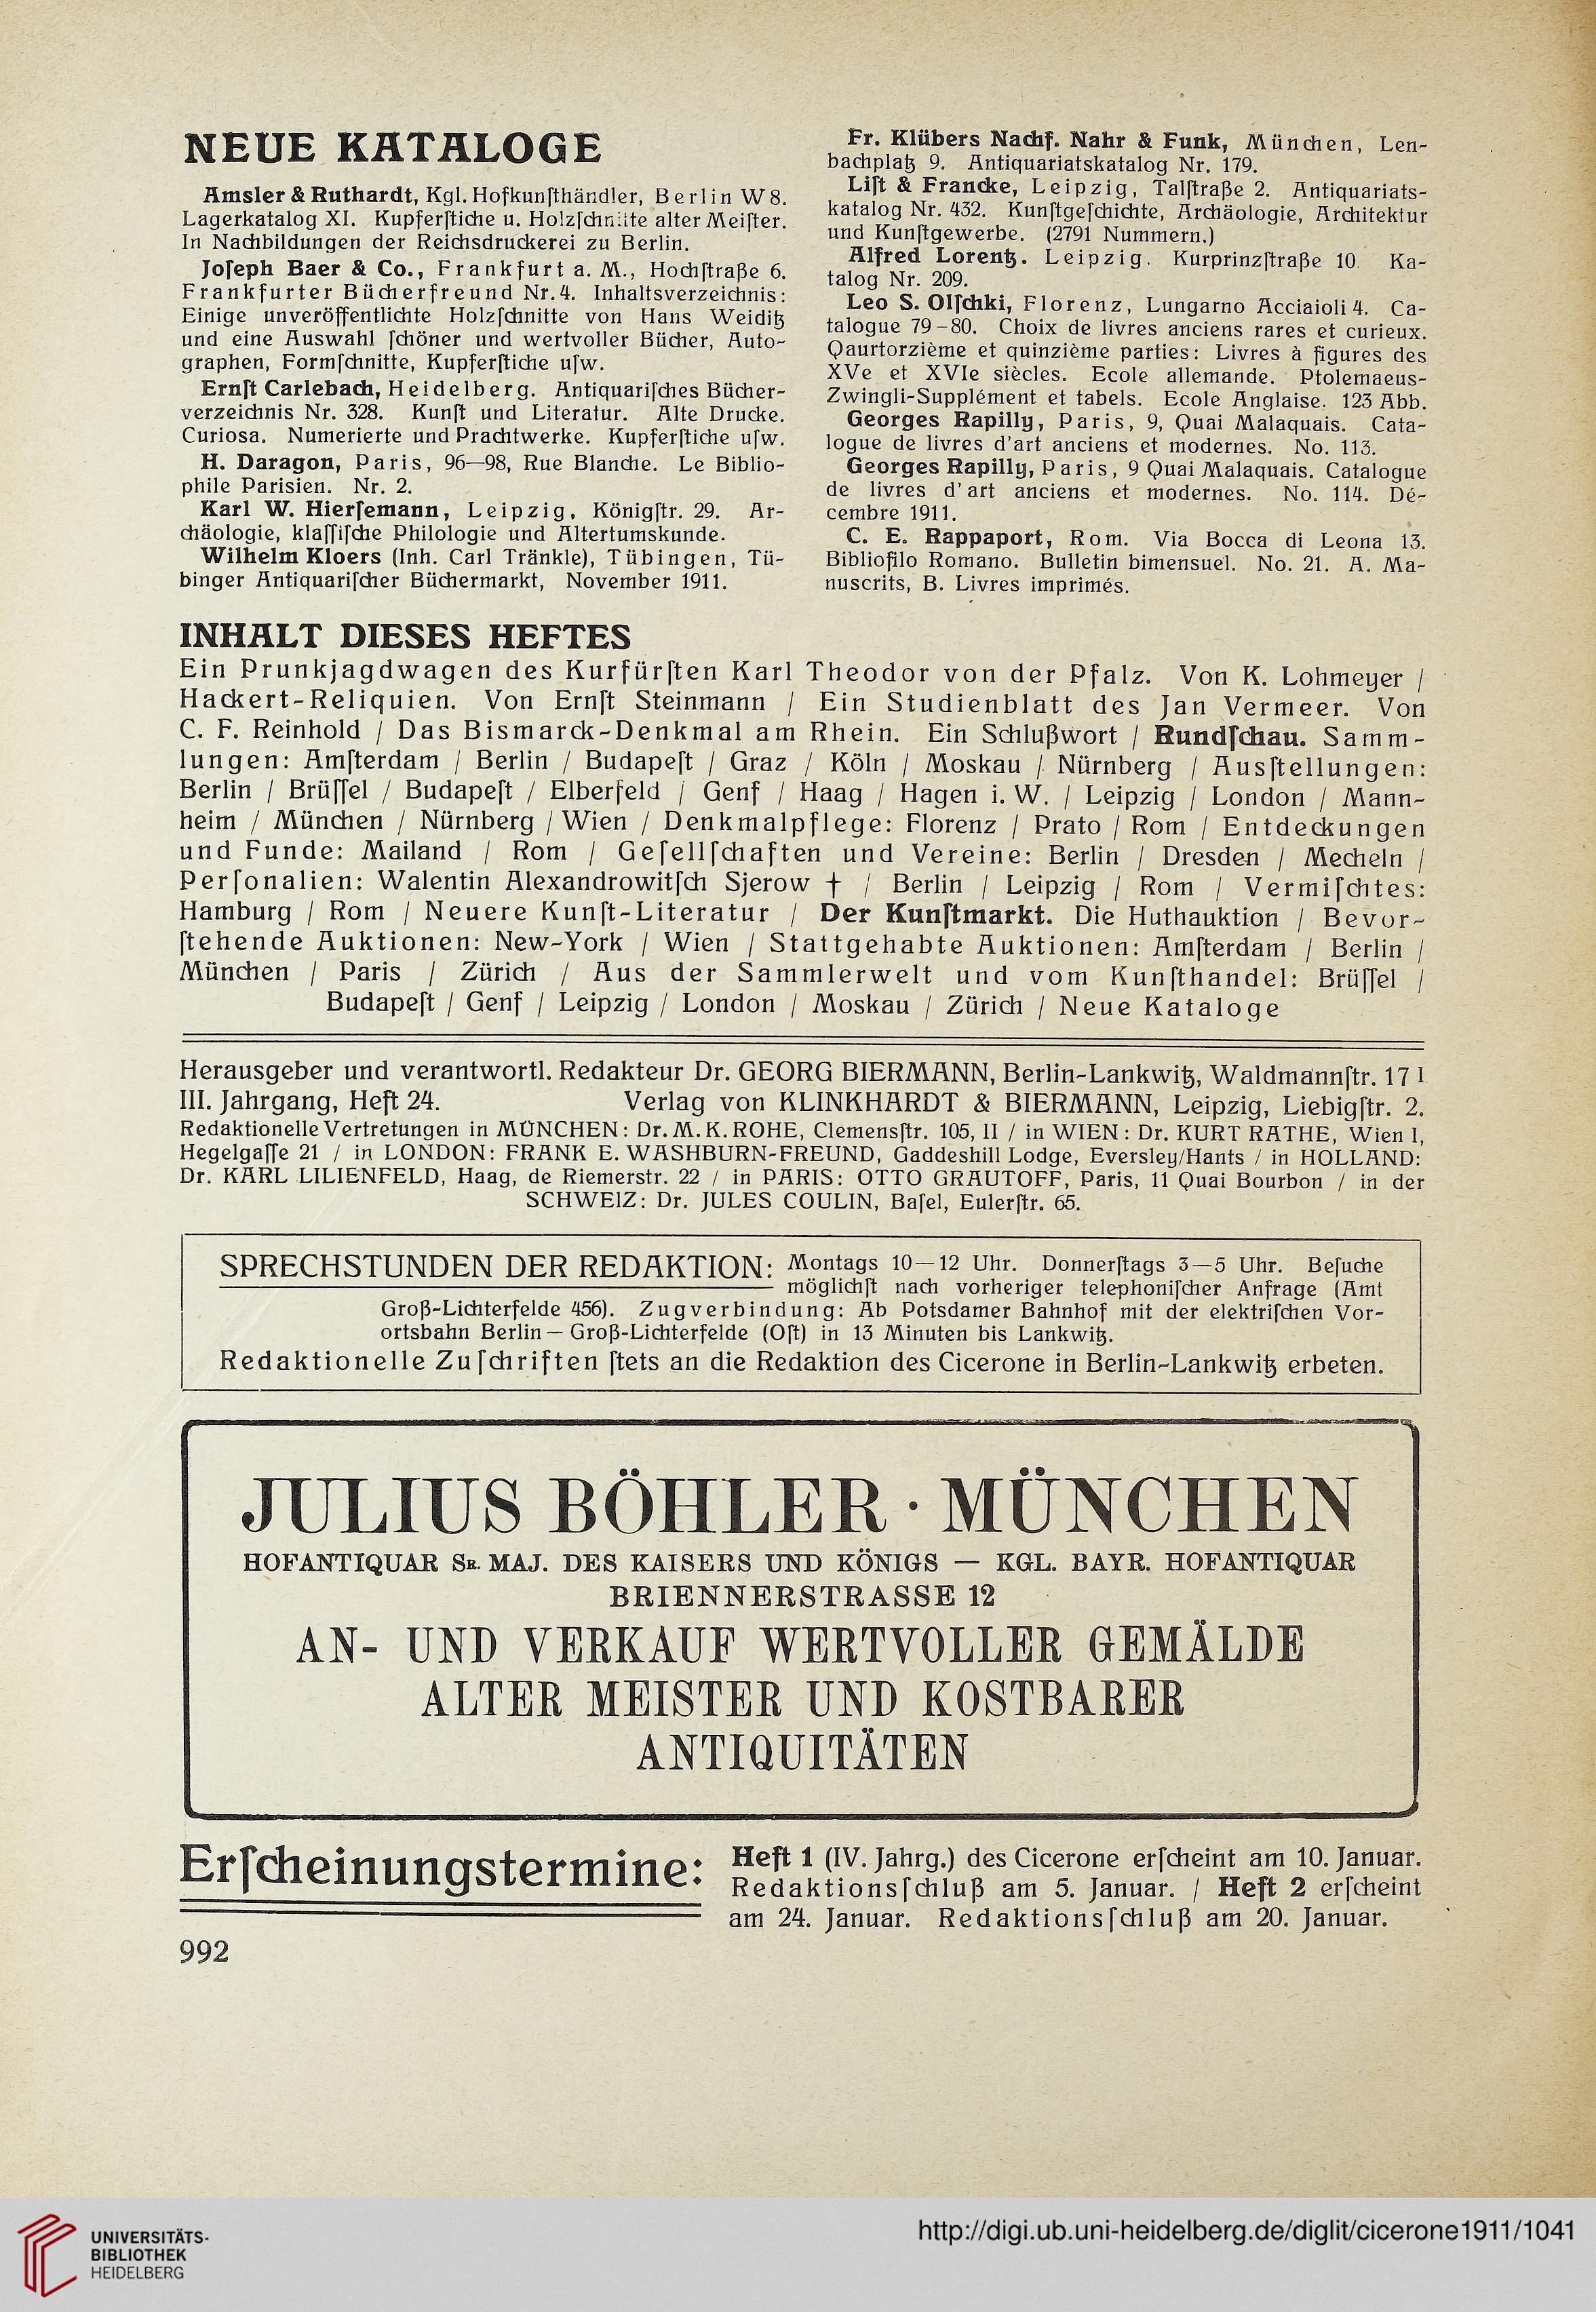 NEUE KATALOGE
Amsler & Ruthardt, Kgl. Hofkunſthändler, Berlin W 8.
Lagerkatalog XI. Kupferſtiche u. Holzſchnitte alter Meiſter.
In Nachbildungen der Reichsdruckerei zu Berlin.
Joſeph Baer & Co., Frankfurt a. M., Hochſtraße 6.
Frankfurter Bücherfreund Nr. 4. Inhaltsverzeichnis:
Einige unveröffentlichte Holzſchnitte von Hans Weiditz
und eine Auswahl ſchöner und wertvoller Bücher, Auto-
graphen, Formſchnitte, Kupferſtiche uſw.
Ernſt Carlebach, Heidelberg. Antiquariſches Bücher-
verzeichnis Nr. 328. Kunſt und Literatur. Alte Drucke.
Curiosa. Numerierte und Prachtwerke. Kupferſtiche uſw.
H. Daragon, Paris, 96—98, Rue Blanche. Le Biblio-
phile Parisien. Nr. 2.
Karl W. Hierſemann, Leipzig, Königſtr. 29. Ar-
chäologie, klaſſiſche Philologie und Altertumskunde.
Wilhelm Kloers (Inh. Carl Tränkle), Tübingen, Tü-
binger Antiquariſcher Büchermarkt, November 1911.
Fr. Klübers Nachf. Nahr & Funk, München, Len-
bachplatz 9. Antiquariatskatalog Nr. 179.
Liſt & Francke, Leipzig, Talſtraße 2. Antiquariats-
katalog Nr. 432. Kunſtgeſchichte, Archäologie, Architektur
und Kunſtgewerbe. (2791 Nummern.)
Alfred Lorentz. Leipzig. Kurprinzſtraße 10. Ka-
talog Nr. 209.
Leo S. Olſchki, Florenz, Lungarno Acciaioli 4. Ca-
talogue 79-80. Choix de livres anciens rares et curieux.
Qaurtorzième et quinzième parties: Livres à figures des
XVe et XVIe siècles. Ecole allemande. Ptolemaeus-
Zwingli-Supplément et tabels. Ecole Anglaise. 123 Abb.
Georges Rapilly, Paris, 9, Quai Malaquais. Cata-
logue de livres d'art anciens et modernes. No. 113.
Georges Rapilly, Paris, 9 Quai Malaquais. Catalogue
de livres d'art anciens et modernes. No. 114. Dé-
cembre 1911.
C. E. Rappaport, Rom. Via Bocca di Leona 13.
Bibliofilo Romano. Bulletin bimensuel. No. 21. A. Ma-
nuscrits, B. Livres imprimés.
INHALT DIESES HEFTES
Ein Prunkjagdwagen des Kurfürſten Karl Theodor von der Pfalz. Von K. Lohmeyer /
Hackert-Reliquien. Von Ernſt Steinmann / Ein Studienblatt des Jan Vermeer. Von
C. F. Reinhold / Das Bismarck-Denkmal am Rhein. Ein Schlußwort / Rundſchau. Samm-
lungen: Amſterdam / Berlin / Budapeſt / Graz / Köln / Moskau / Nürnberg / Ausſtellungen:
Berlin / Brüſſel / Budapeſt / Elberfeld / Genf / Haag / Hagen i. W. / Leipzig / London / Mann-
heim / München / Nürnberg / Wien / Denkmalpflege: Florenz / Prato / Rom / Entdeckungen
und Funde: Mailand / Rom / Geſellſchaften und Vereine: Berlin / Dresden / Mecheln /
Perſonalien: Walentin Alexandrowitſch Sjerow † / Berlin / Leipzig / Rom / Vermiſchtes:
Hamburg / Rom / Neuere Kunſt-Literatur / Der Kunſtmarkt. Die Huthauktion / Bevor-
ſtehende Auktionen: New-York / Wien / Stattgehabte Auktionen: Amſterdam / Berlin /
München / Paris / Zürich / Aus der Sammlerwelt und vom Kunſthandel: Brüſſel /
Budapeſt / Genf / Leipzig / London / Moskau / Zürich / Neue Kataloge
Herausgeber und verantwortl. Redakteur Dr. GEORG BIERMANN, Berlin-Lankwitz, Waldmannſtr. 17 I
III. Jahrgang, Heft 24. Verlag von KLINKHARDT & BIERMANN, Leipzig, Liebigſtr. 2.
Redaktionelle Vertretungen in MÜNCHEN: Dr. M. K. ROHE, Clemensſtr. 105, II / in WIEN: Dr. KURT RATHE, Wien I,
Hegelgaſſe 21 / in LONDON: FRANK E. WASHBURN-FREUND, Gaddeshill Lodge, Eversley/Hants / in HOLLAND:
Dr. KARL LILIENFELD, Haag, de Riemerstr. 22 / in PARIS: OTTO GRAUTOFF, Paris, 11 Quai Bourbon / in der
SCHWEIZ: Dr. JULES COULIN, Baſel, Eulerſtr. 65.
SPRECHSTUNDEN DER REDAKTION: Montags 10—12 Uhr. Donnerſtags 3—5 Uhr. Beſuche
möglichſt nach vorheriger telephoniſcher Anfrage (Amt
Groß-Lichterfelde 456). Zugverbindung: Ab Potsdamer Bahnhof mit der elektriſchen Vor-
ortsbahn Berlin — Groß-Lichterfelde (Oſt) in 13 Minuten bis Lankwitz.
Redaktionelle Zuſchriften ſtets an die Redaktion des Cicerone in Berlin-Lankwitz erbeten.
JULIUS BÖHLER · MÜNCHEN
HOFANTIQUAR SR. MAJ. DES KAISERS UND KÖNIGS — KGL. BAYR. HOFANTIQUAR
BRIENNERSTRASSE 12
AN- UND VERKAUF WERTVOLLER GEMÄLDE
ALTER MEISTER UND KOSTBARER
ANTIQUITÄTEN
Erſcheinungstermine: Heft 1 (IV. Jahrg.) des Cicerone erſcheint am 10. Januar.
Redaktionsſchluß am 5. Januar. / Heft 2 erſcheint
am 24. Januar. Redaktionsſchluß am 20. Januar.
992
UNIVERSITÄTS-
BIBLIOTHEK
HEIDELBERG
http://digi.ub.uni-heidelberg.de/diglit/cicerone1911/1041